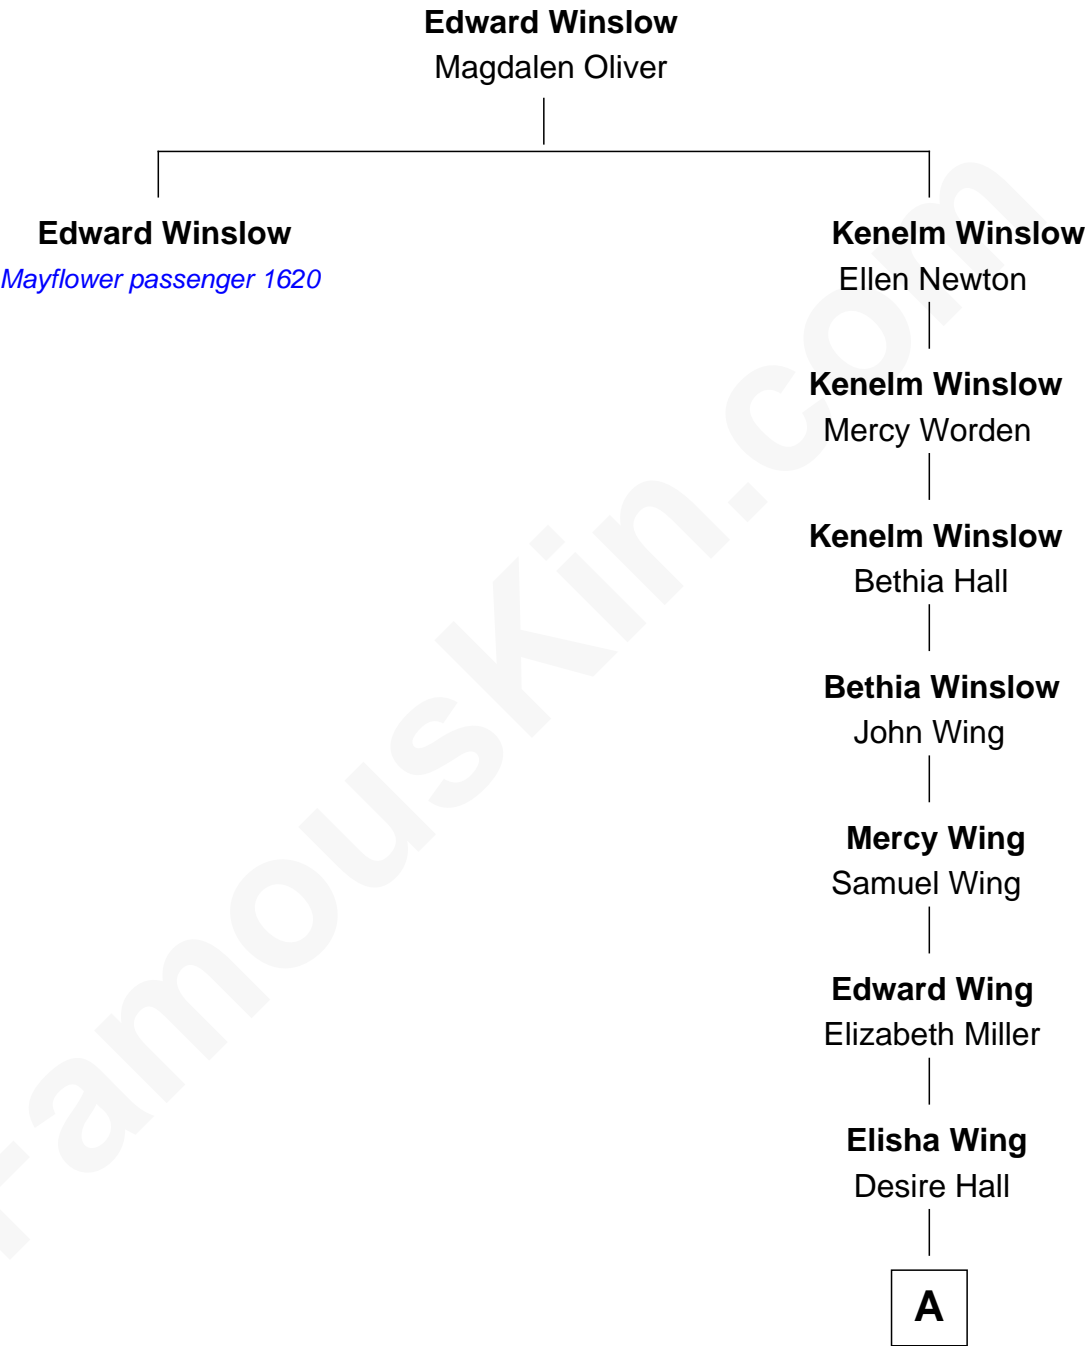 Edward Winslow
Magdalen Oliver
Edward Winslow
Mayflower passenger 1620
Kenelm Winslow
Ellen Newton
Kenelm Winslow
Mercy Worden
Kenelm Winslow
Bethia Hall
Bethia Winslow
John Wing
Mercy Wing
Samuel Wing
Edward Wing
Elizabeth Miller
Elisha Wing
Desire Hall
A
FamousKin.com